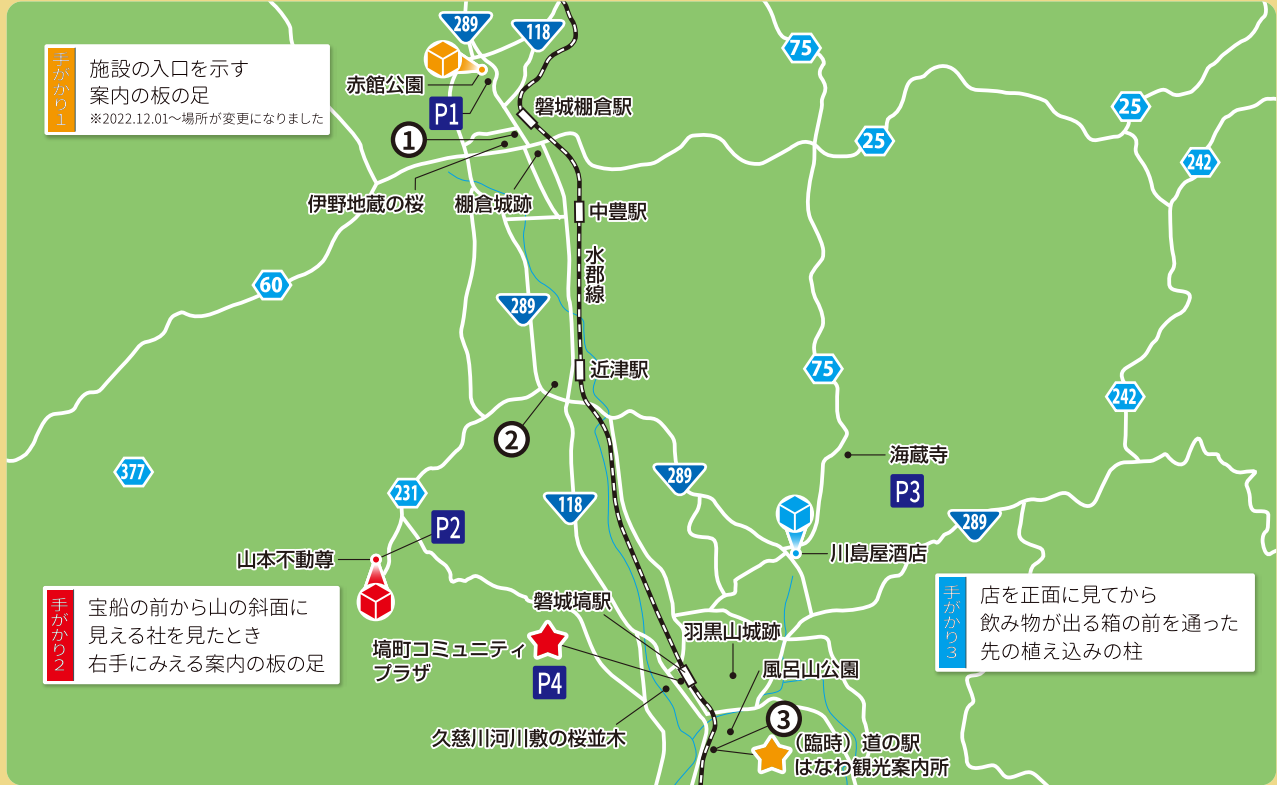 289
118
75
手がかり1
施設の入口を示す
案内の板の足
※2022.12.01～場所が変更になりました
赤館公園
P1
磐城棚倉駅
25
25
242
1
伊野地蔵の桜
棚倉城跡
中豊駅
水郡線
60
289
近津駅
75
242
2
377
231
289
118
海蔵寺
P3
289
P2
山本不動尊
川島屋酒店
手がかり2
宝船の前から山の斜面に
見える社を見たとき
右手にみえる案内の板の足
手がかり3
店を正面に見てから
飲み物が出る箱の前を通った
先の植え込みの柱
磐城塙駅
塙町コミュニティ
プラザ
P4
羽黒山城跡
風呂山公園
久慈川河川敷の桜並木
3
（臨時）道の駅
はなわ観光案内所